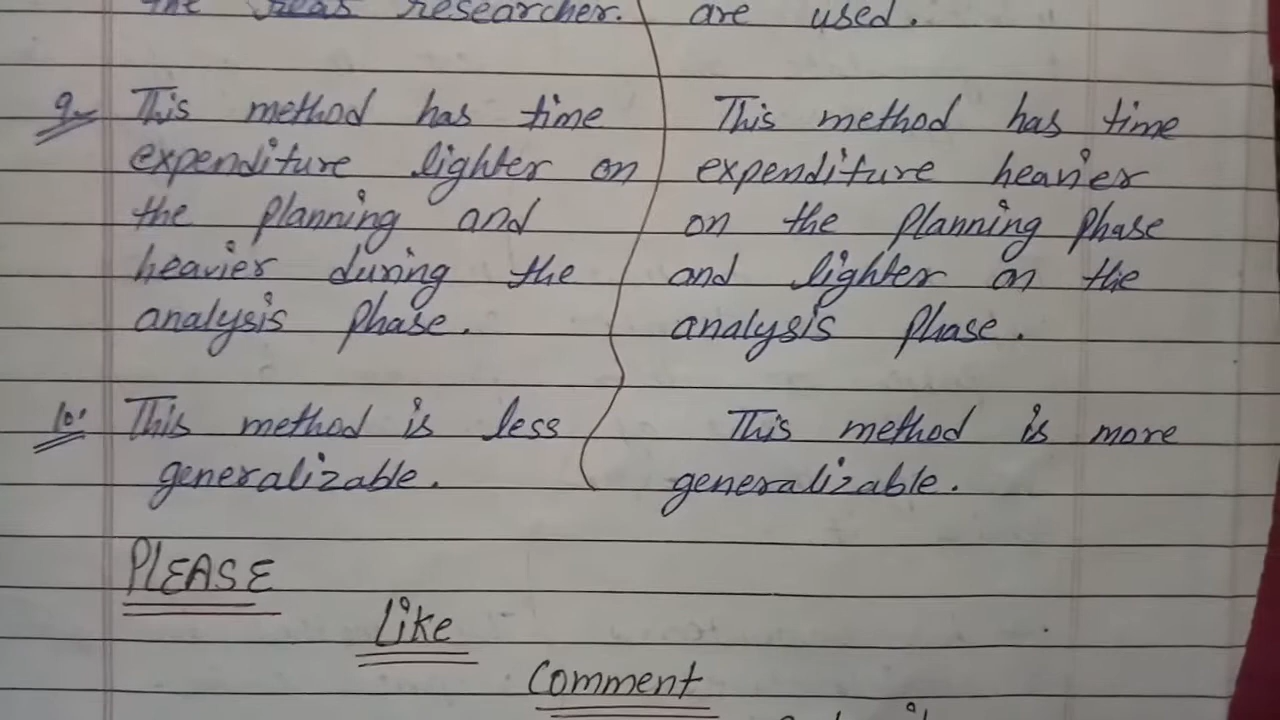 the researcher. are used.
9. This method has time This method has time
expenditure lighter on expenditure heavier
the planning and on the planning phase
heavier during the and lighter on the
analysis phase. analysis phase.
10. This method is less This method is more
generalizable. generalizable.
PLEASE
Like
Comment